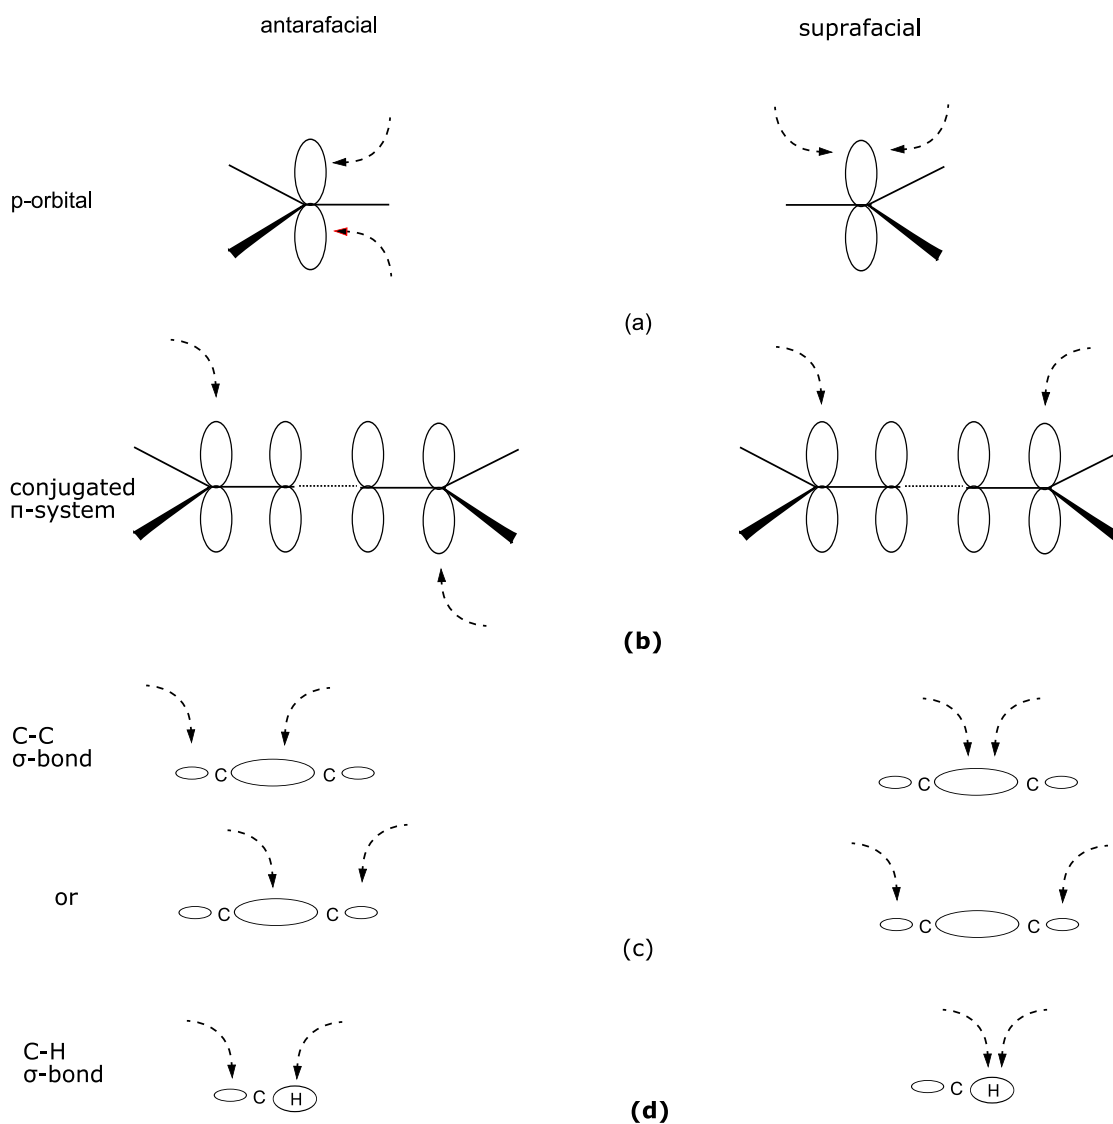 antarafacial
suprafacial
p-orbital
(a)
conjugated
π-system
(b)
C-C
σ-bond
C C
C C
or
C C
C C
(c)
C-H
σ-bond
C H
C H
(d)